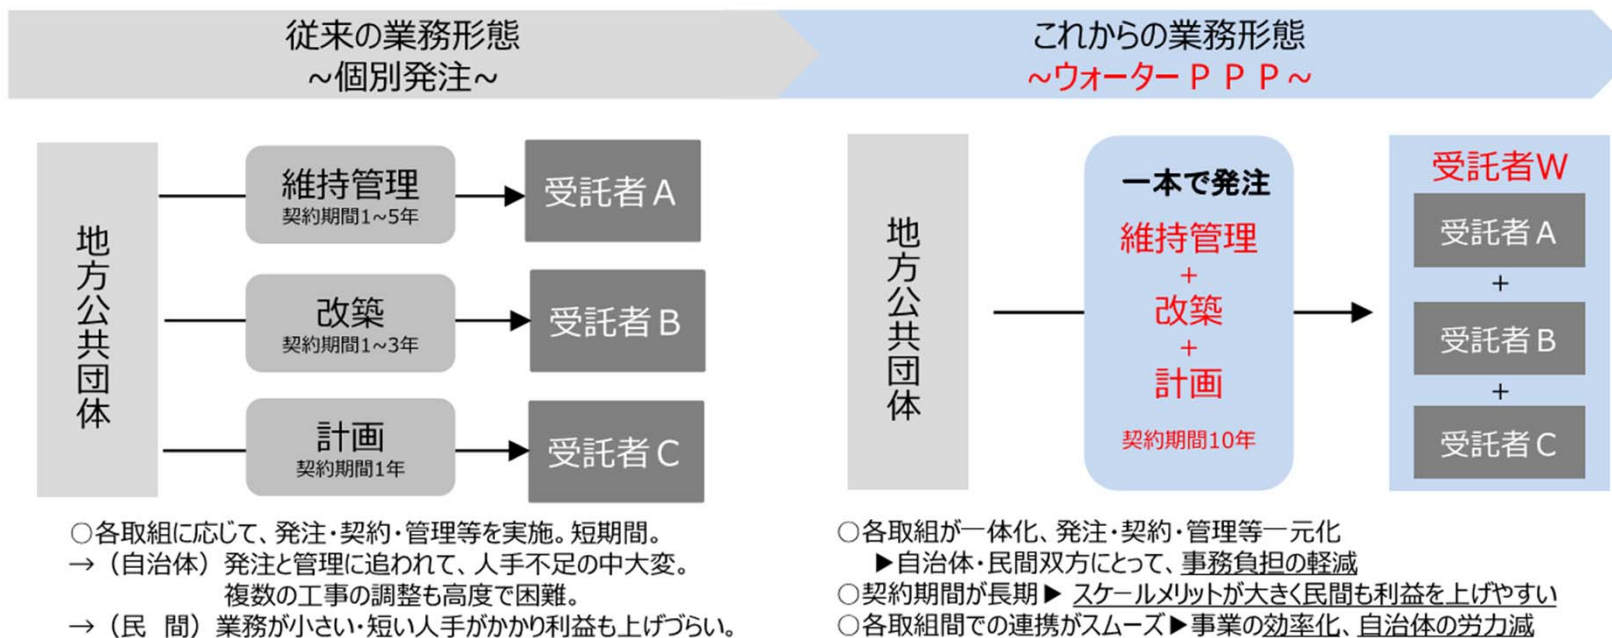 従来の業務形態
~個別発注~
これからの業務形態
~ウォーターＰＰＰ~
地方公共団体
維持管理
契約期間1~5年
受託者Ａ
改築
契約期間1~3年
受託者Ｂ
計画
契約期間1年
受託者Ｃ
○各取組に応じて、発注・契約・管理等を実施。短期間。
→（自治体）発注と管理に追われて、人手不足の中大変。
複数の工事の調整も高度で困難。
→（民　間）業務が小さい・短い人手がかかり利益も上げづらい。
地方公共団体
一本で発注
維持管理
+
改築
+
計画
契約期間10年
受託者Ｗ
受託者Ａ
+
受託者Ｂ
+
受託者Ｃ
○各取組が一体化、発注・契約・管理等一元化
▶自治体・民間双方にとって、事務負担の軽減
○契約期間が長期▶ スケールメリットが大きく民間も利益を上げやすい
○各取組間での連携がスムーズ▶事業の効率化、自治体の労力減